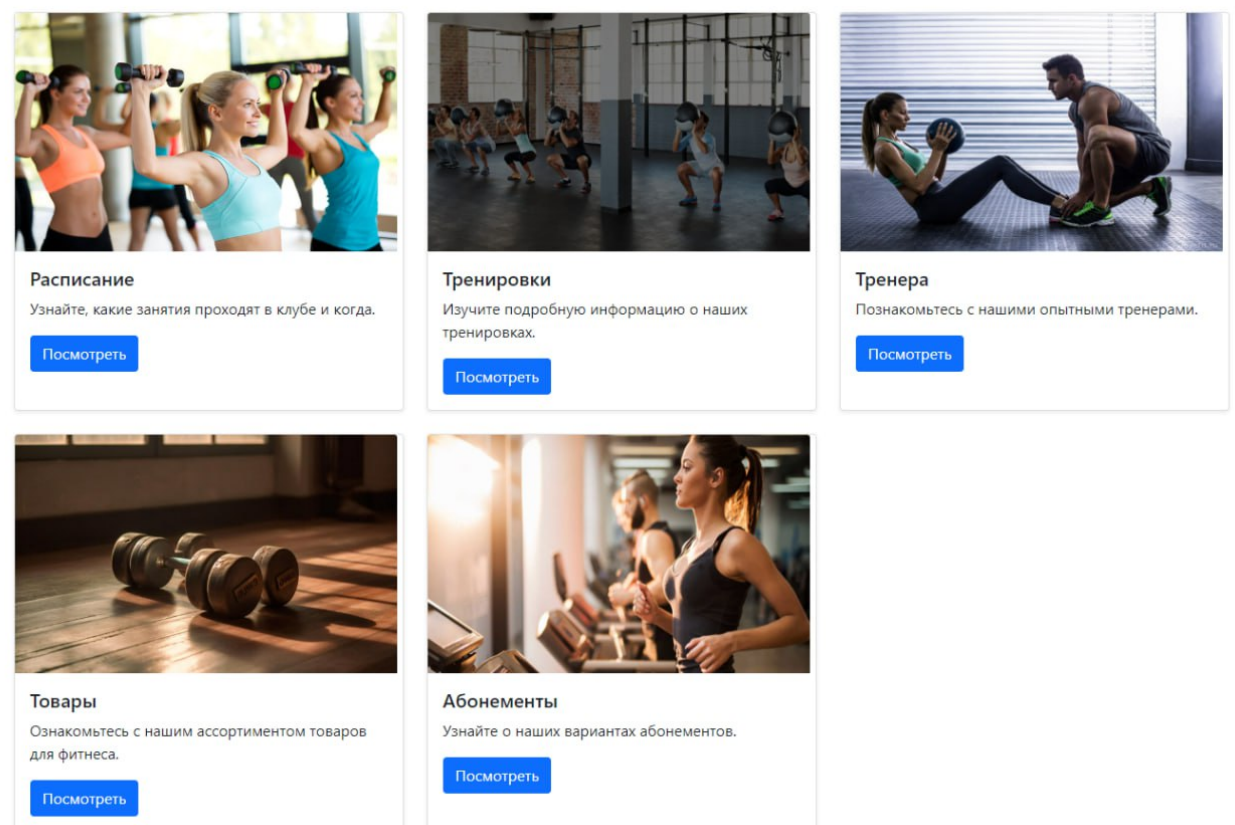 Расписание
Узнайте, какие занятия проходят в клубе и когда.
Посмотреть
Тренировки
Изучите подробную информацию о наших
тренировках.
Посмотреть
Тренера
Познакомьтесь с нашими опытными тренерами.
Посмотреть
Товары
Ознакомьтесь с нашим ассортиментом товаров
для фитнеса.
Посмотреть
Абонементы
Узнайте о наших вариантах абонементов.
Посмотреть